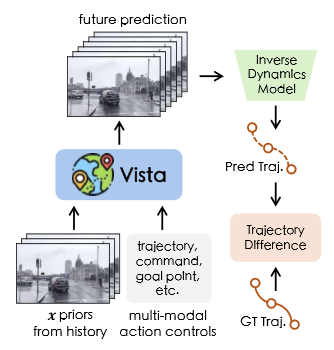 future prediction
Inverse
Dynamics
Model
Pred Traj.
Vista
Trajectory
Difference
trajectory,
command,
goal point,
etc.
x priors
from history
multi-modal
action controls
GT Traj.